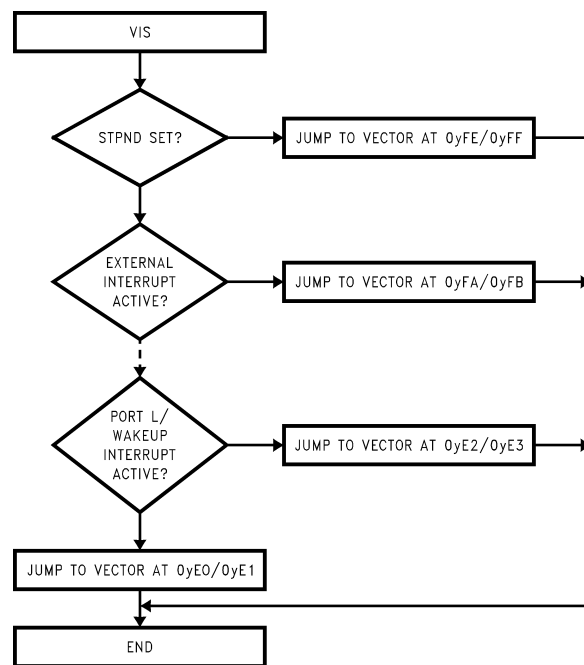 VIS
STPND SET?
JUMP TO VECTOR AT 0yFE/0yFF
EXTERNAL
INTERRUPT
ACTIVE?
JUMP TO VECTOR AT 0yFA/0yFB
PORT L/
WAKEUP
INTERRUPT
ACTIVE?
JUMP TO VECTOR AT 0yE2/0yE3
JUMP TO VECTOR AT 0yE0/0yE1
END